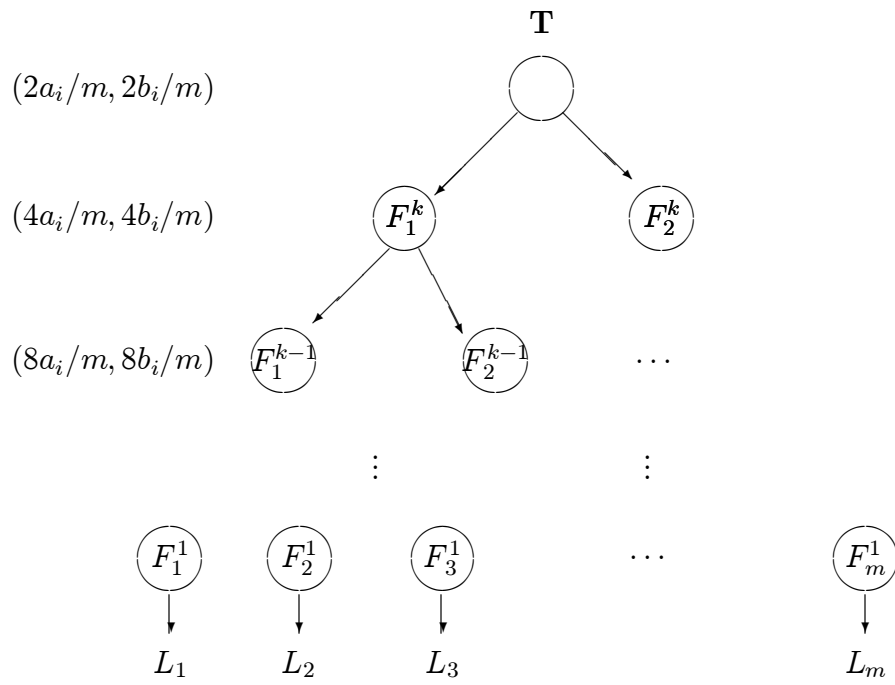 T
(2a_i/m, 2b_i/m)
(4a_i/m, 4b_i/m) F_1^k F_2^k
(8a_i/m, 8b_i/m) F_1^{k-1} F_2^{k-1} ⋯
⋮ ⋮
F_1^1 F_2^1 F_3^1 ⋯ F_m^1
L_1 L_2 L_3 L_m